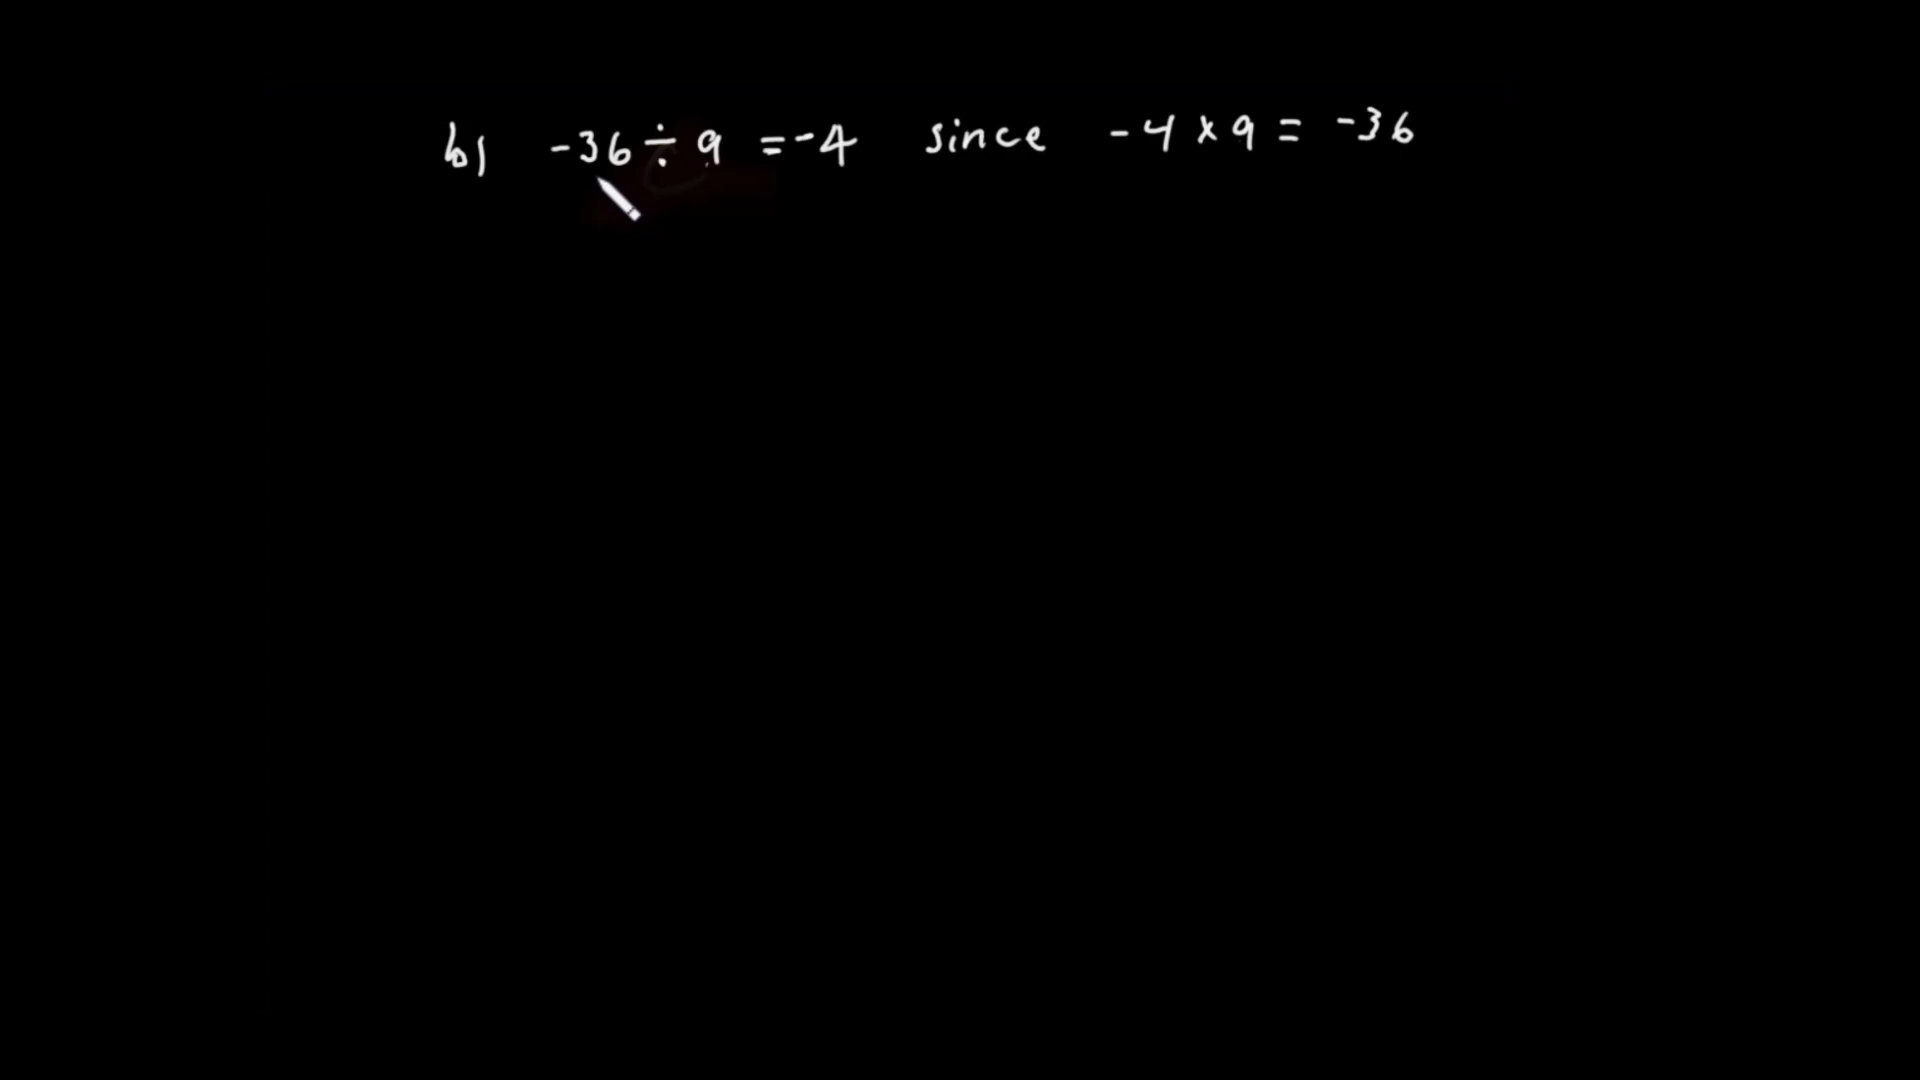 b) -36 ÷ 9 = -4 since -4 × 9 = -36